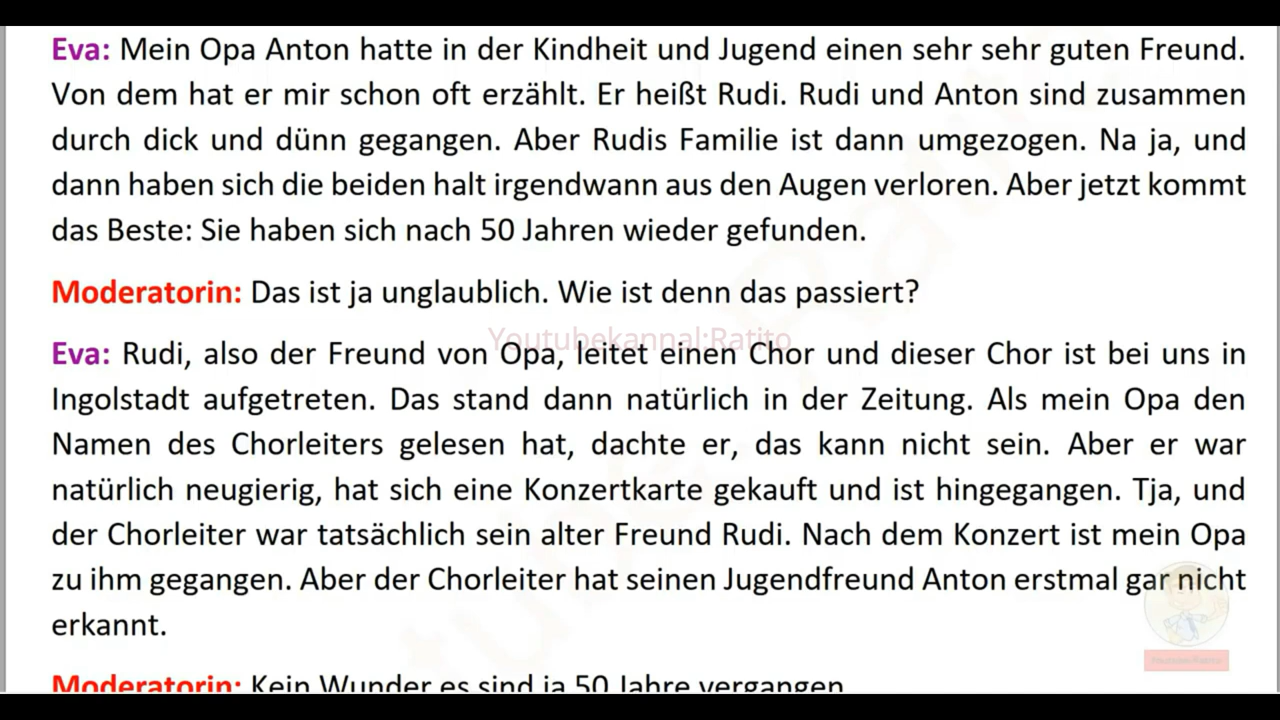 Eva: Mein Opa Anton hatte in der Kindheit und Jugend einen sehr sehr guten Freund.
Von dem hat er mir schon oft erzählt. Er heißt Rudi. Rudi und Anton sind zusammen
durch dick und dünn gegangen. Aber Rudis Familie ist dann umgezogen. Na ja, und
dann haben sich die beiden halt irgendwann aus den Augen verloren. Aber jetzt kommt
das Beste: Sie haben sich nach 50 Jahren wieder gefunden.
Moderatorin: Das ist ja unglaublich. Wie ist denn das passiert?
Youtubekannal:Ratito
Eva: Rudi, also der Freund von Opa, leitet einen Chor und dieser Chor ist bei uns in
Ingolstadt aufgetreten. Das stand dann natürlich in der Zeitung. Als mein Opa den
Namen des Chorleiters gelesen hat, dachte er, das kann nicht sein. Aber er war
natürlich neugierig, hat sich eine Konzertkarte gekauft und ist hingegangen. Tja, und
der Chorleiter war tatsächlich sein alter Freund Rudi. Nach dem Konzert ist mein Opa
zu ihm gegangen. Aber der Chorleiter hat seinen Jugendfreund Anton erstmal gar nicht
erkannt.
Moderatorin: Kein Wunder es sind ja 50 Jahre vergangen